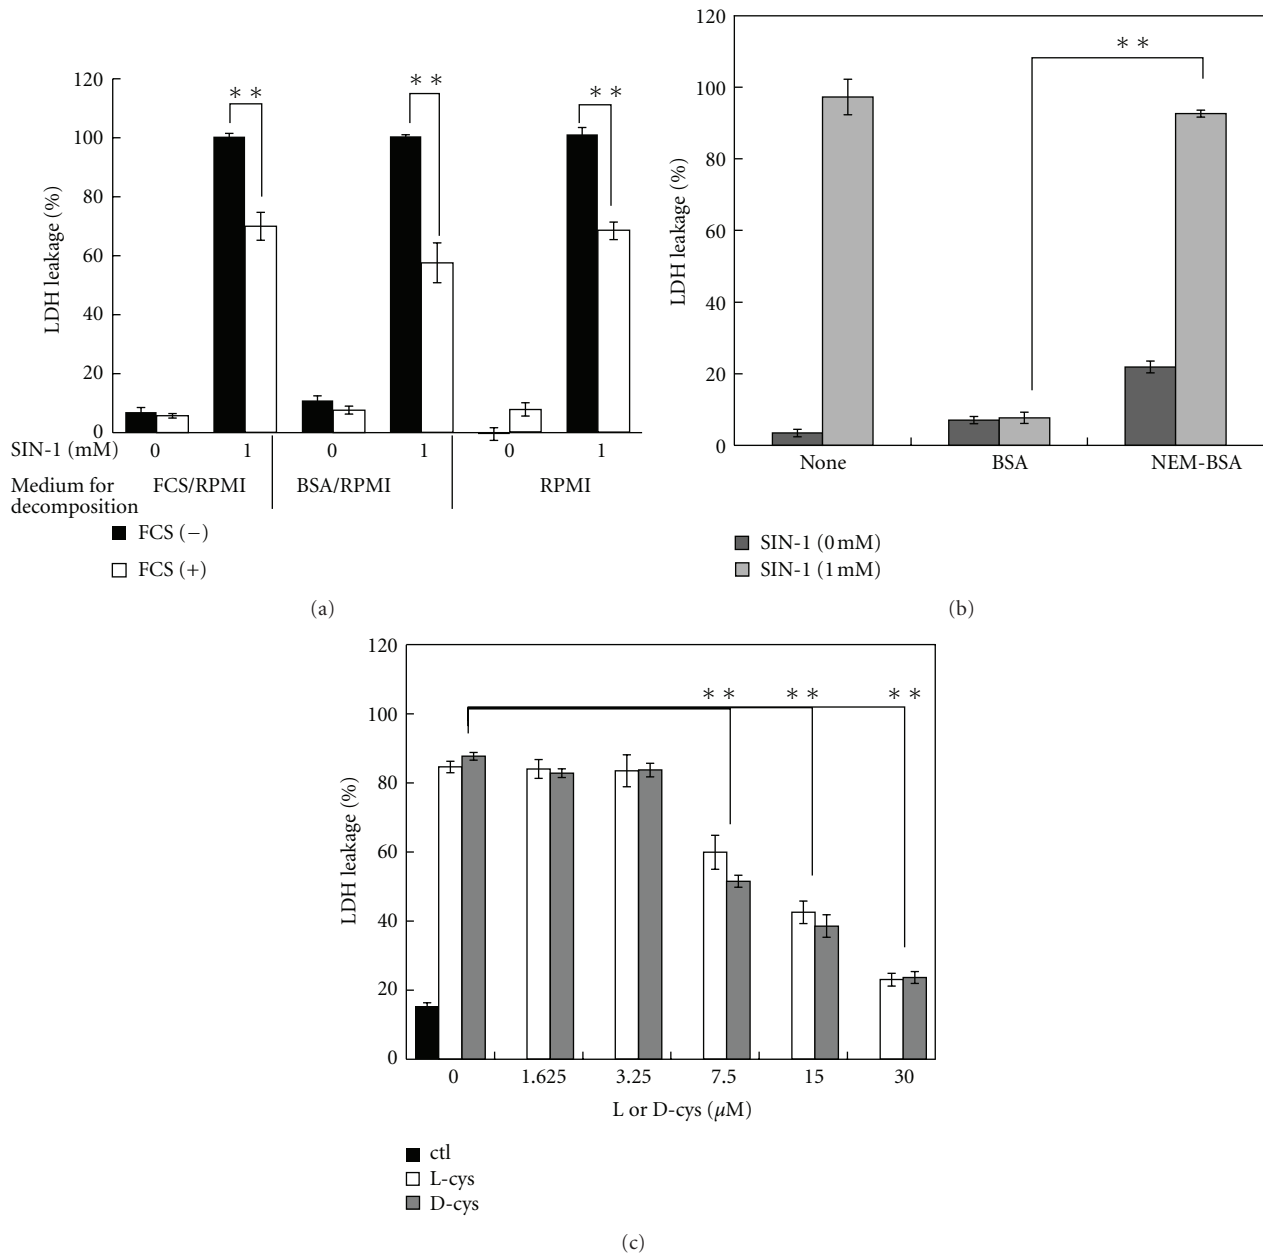 120
100
80
60
40
20
0
LDH leakage (%)
∗∗
∗∗
∗∗
SIN-1 (mM) 0 1 0 1 0 1
Medium for decomposition FCS/RPMI BSA/RPMI RPMI
FCS (−)
FCS (+)
(a)
120
100
80
60
40
20
0
LDH leakage (%)
∗∗
None BSA NEM-BSA
SIN-1 (0 mM)
SIN-1 (1 mM)
(b)
120
100
80
60
40
20
0
LDH leakage (%)
∗∗ ∗∗ ∗∗
0 1.625 3.25 7.5 15 30
L or D-cys (μM)
ctl
L-cys
D-cys
(c)